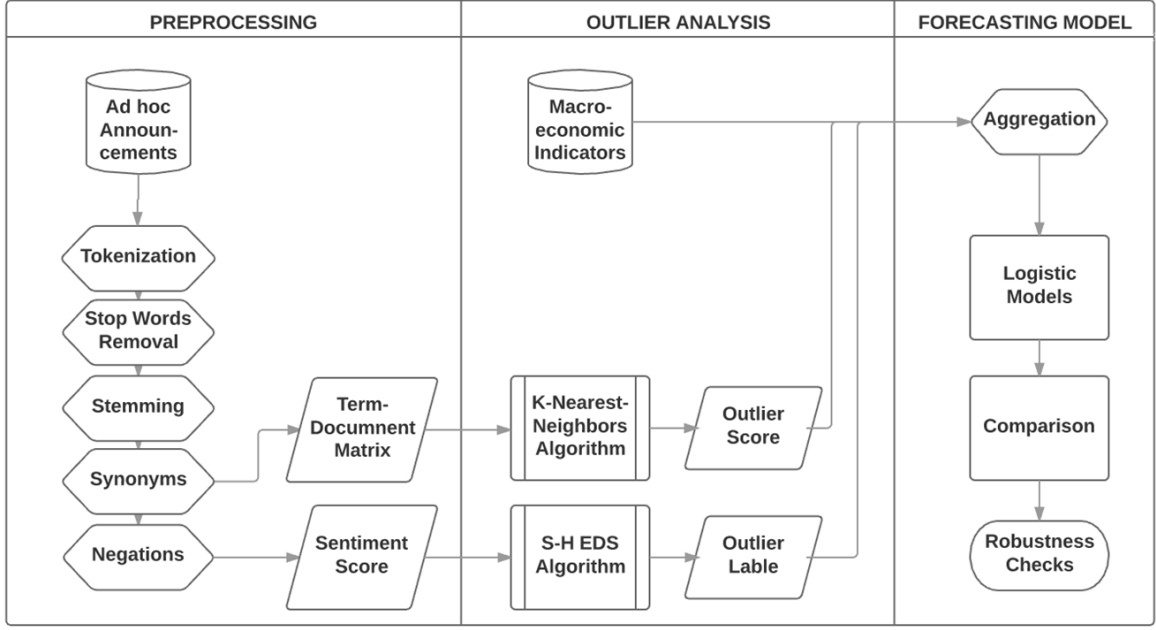 PREPROCESSING
OUTLIER ANALYSIS
FORECASTING MODEL
Ad hoc
Announ-
cements
Tokenization
Stop Words
Removal
Stemming
Synonyms
Negations
Term-
Documnent
Matrix
Sentiment
Score
Macro-
economic
Indicators
K-Nearest-
Neighbors
Algorithm
Outlier
Score
S-H EDS
Algorithm
Outlier
Lable
Aggregation
Logistic
Models
Comparison
Robustness
Checks